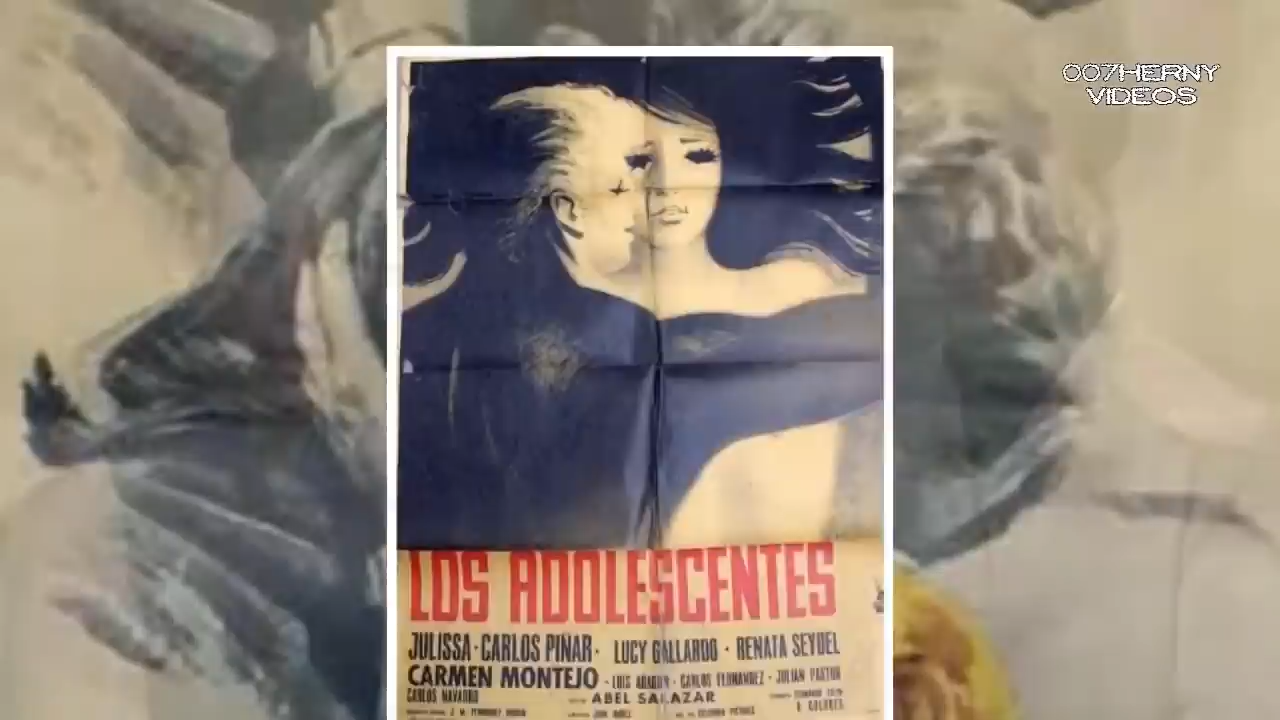 007HERNY
VIDEOS
LOS ADOLESCENTES
JULISSA · CARLOS PIÑAR · LUCY GALLARDO · RENATA SEYDEL
CARMEN MONTEJO · LUIS ARAGON · CARLOS FERNANDEZ · JULIAN PASTOR
CARLOS NAVARRO
ABEL SALAZAR